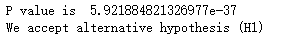 P value is  5.921884821326977e-37
We accept alternative hypothesis (H1)